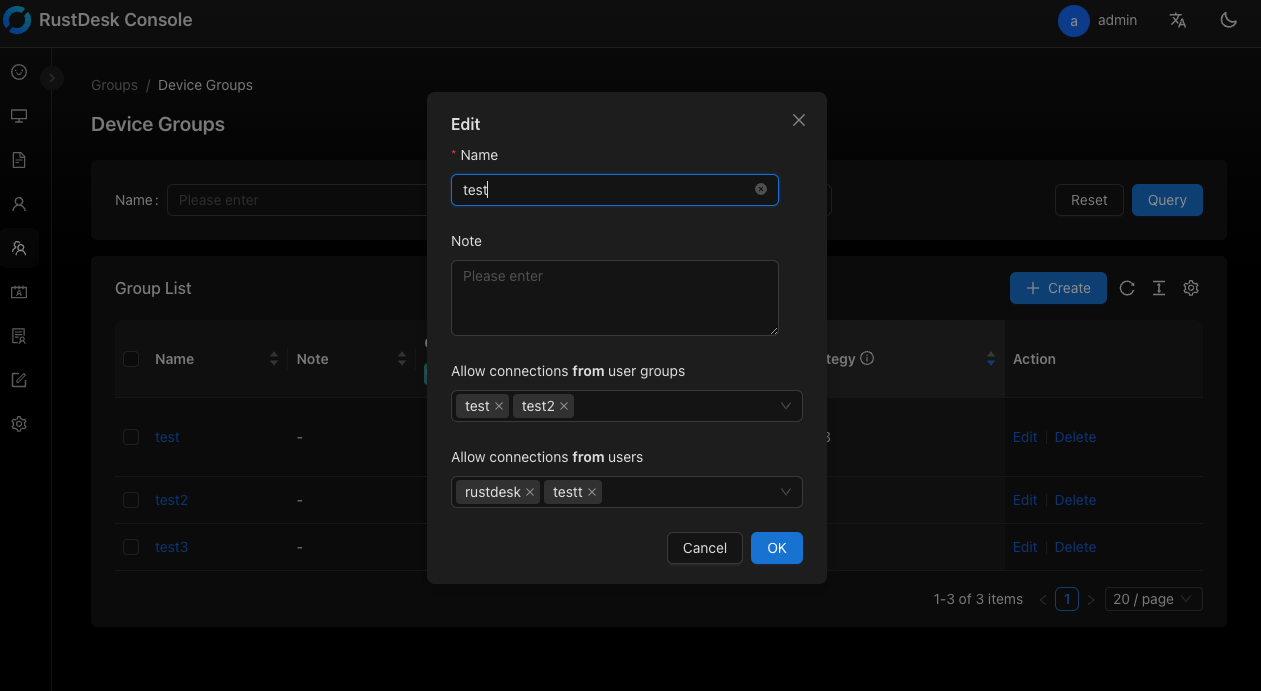 RustDesk Console
a admin
Groups / Device Groups
Device Groups
Name : Please enter
Reset Query
Group List
Create
Name Note tegy Action
test - 3 Edit Delete
test2 - Edit Delete
test3 - Edit Delete
1-3 of 3 items < 1 > 20 / page
Edit
* Name
test
Note
Please enter
Allow connections from user groups
test test2
Allow connections from users
rustdesk testt
Cancel OK